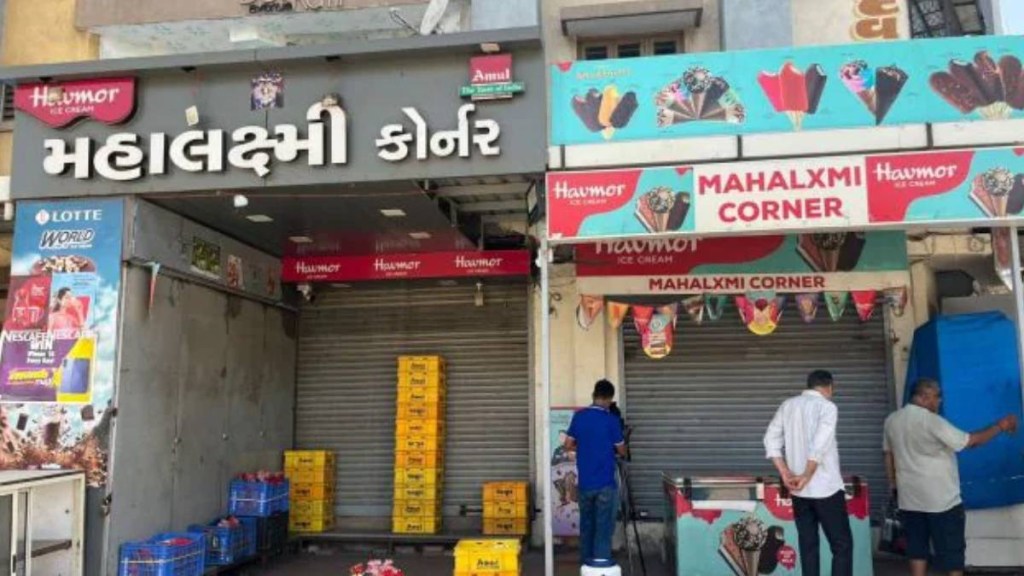 Havmor
ICE CREAM
Amul
The Taste of India
મહાલક્ષ્મી કોર્નર
LOTTE
WORLD
NESCAFE
WIN
Havmor
Havmor
Havmor
Havmor
ICE CREAM
MAHALXMI
CORNER
Havmor
ICE CREAM
Havmor
ICE CREAM
MAHALXMI CORNER